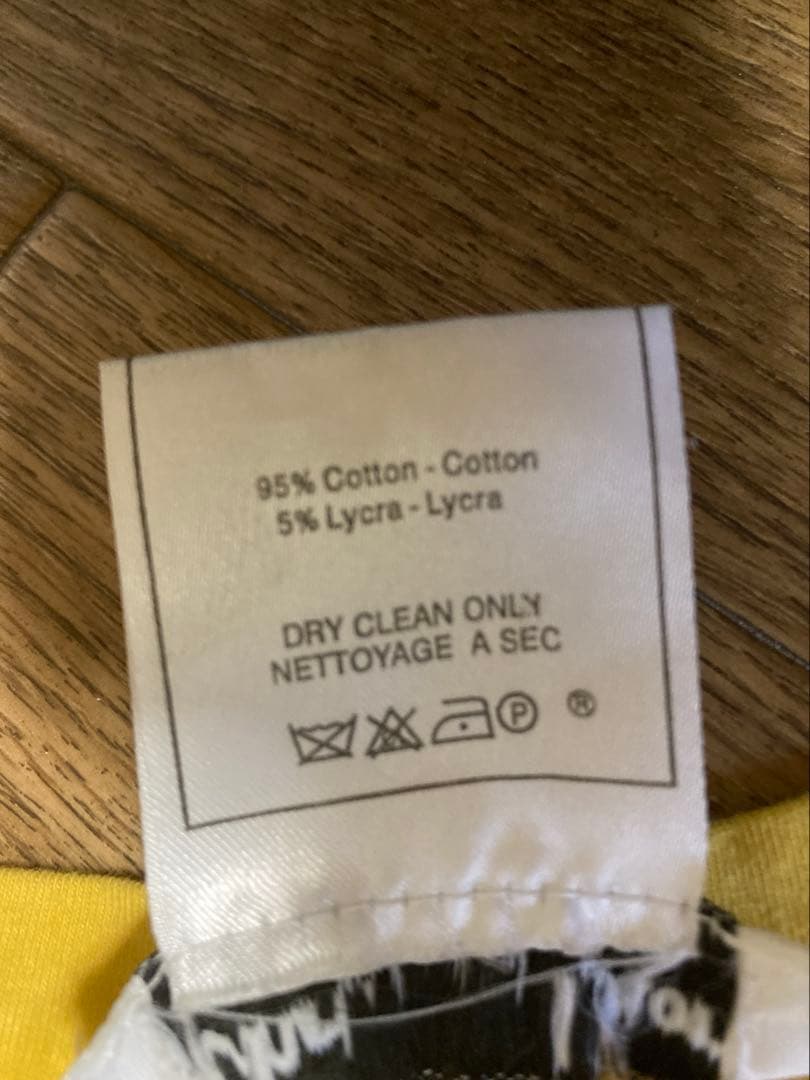 95% Cotton - Cotton
5% Lycra - Lycra
DRY CLEAN ONLY
NETTOYAGE A SEC
P ®